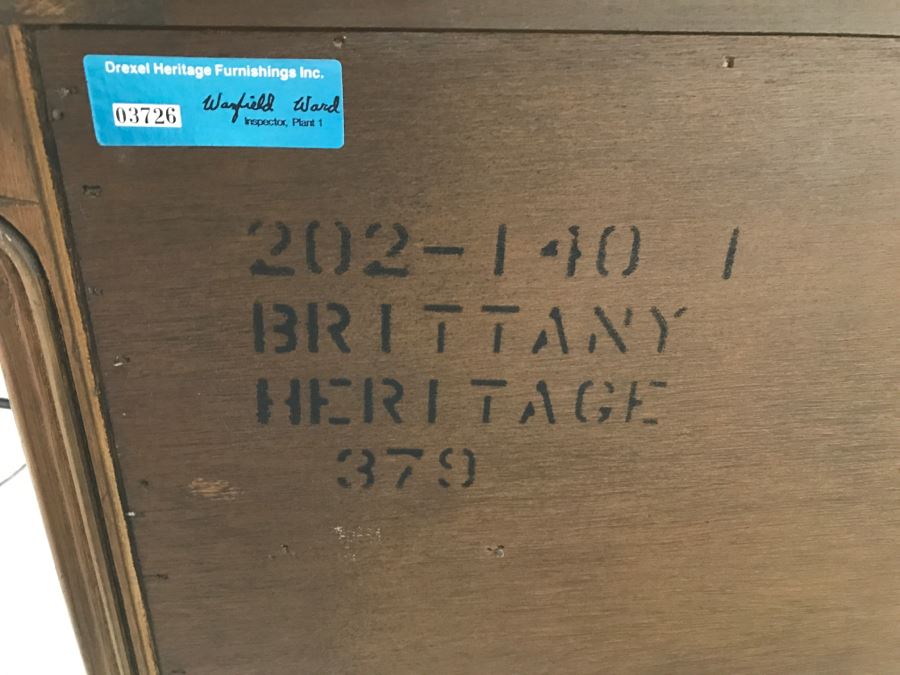 Drexel Heritage Furnishings Inc.
03726 Wayfield Ward
Inspector, Plant 1
202-140 1
BRITTANY
HERITAGE
379